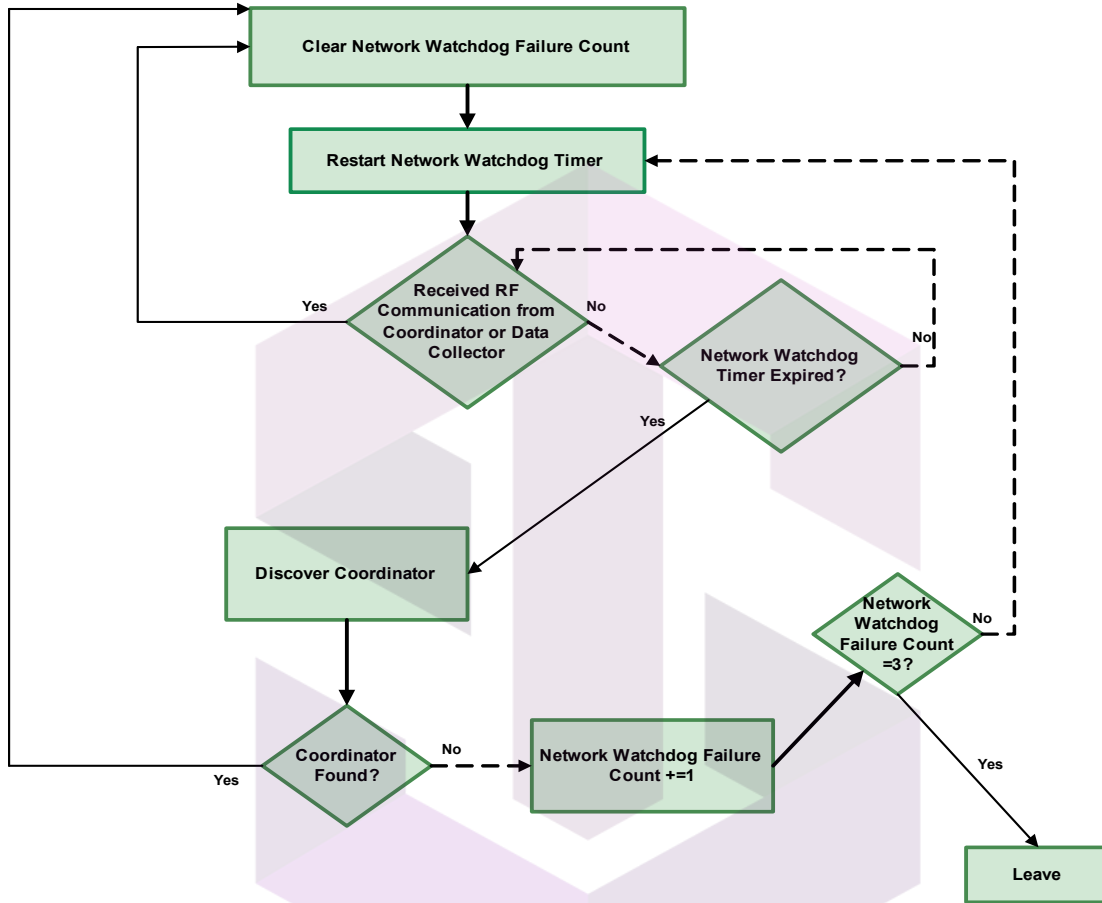 Clear Network Watchdog Failure Count
Restart Network Watchdog Timer
Received RF
Communication from
Coordinator or Data
Collector
Yes
No
Network Watchdog
Timer Expired?
No
Yes
Discover Coordinator
Coordinator
Found?
Yes
No
Network Watchdog Failure
Count +=1
Network
Watchdog
Failure Count
=3?
No
Yes
Leave